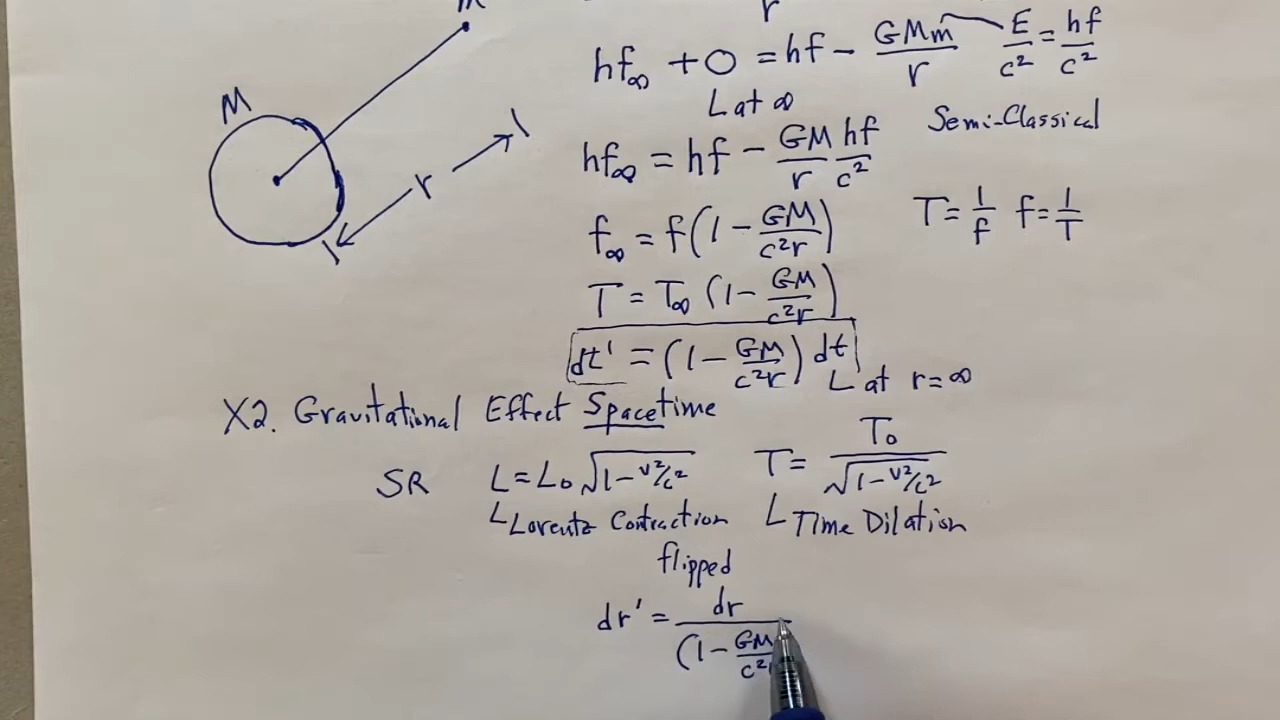 m
r
hf∞ + 0 = hf - GMm/r E/c² = hf/c²
L at ∞ Semi-Classical
M
hf∞ = hf - GM/r hf/c²
r
f∞ = f(1 - GM/c²r) T = 1/f f = 1/T
T = T∞ (1 - GM/c²r)
dt' = (1 - GM/c²r) dt
L at r = ∞
X2. Gravitational Effect Spacetime
SR L = L₀ √1 - v²/c² T = T₀/√1 - v²/c²
L Lorentz Contraction L Time Dilation
flipped
dr' = dr/(1 - GM/c²